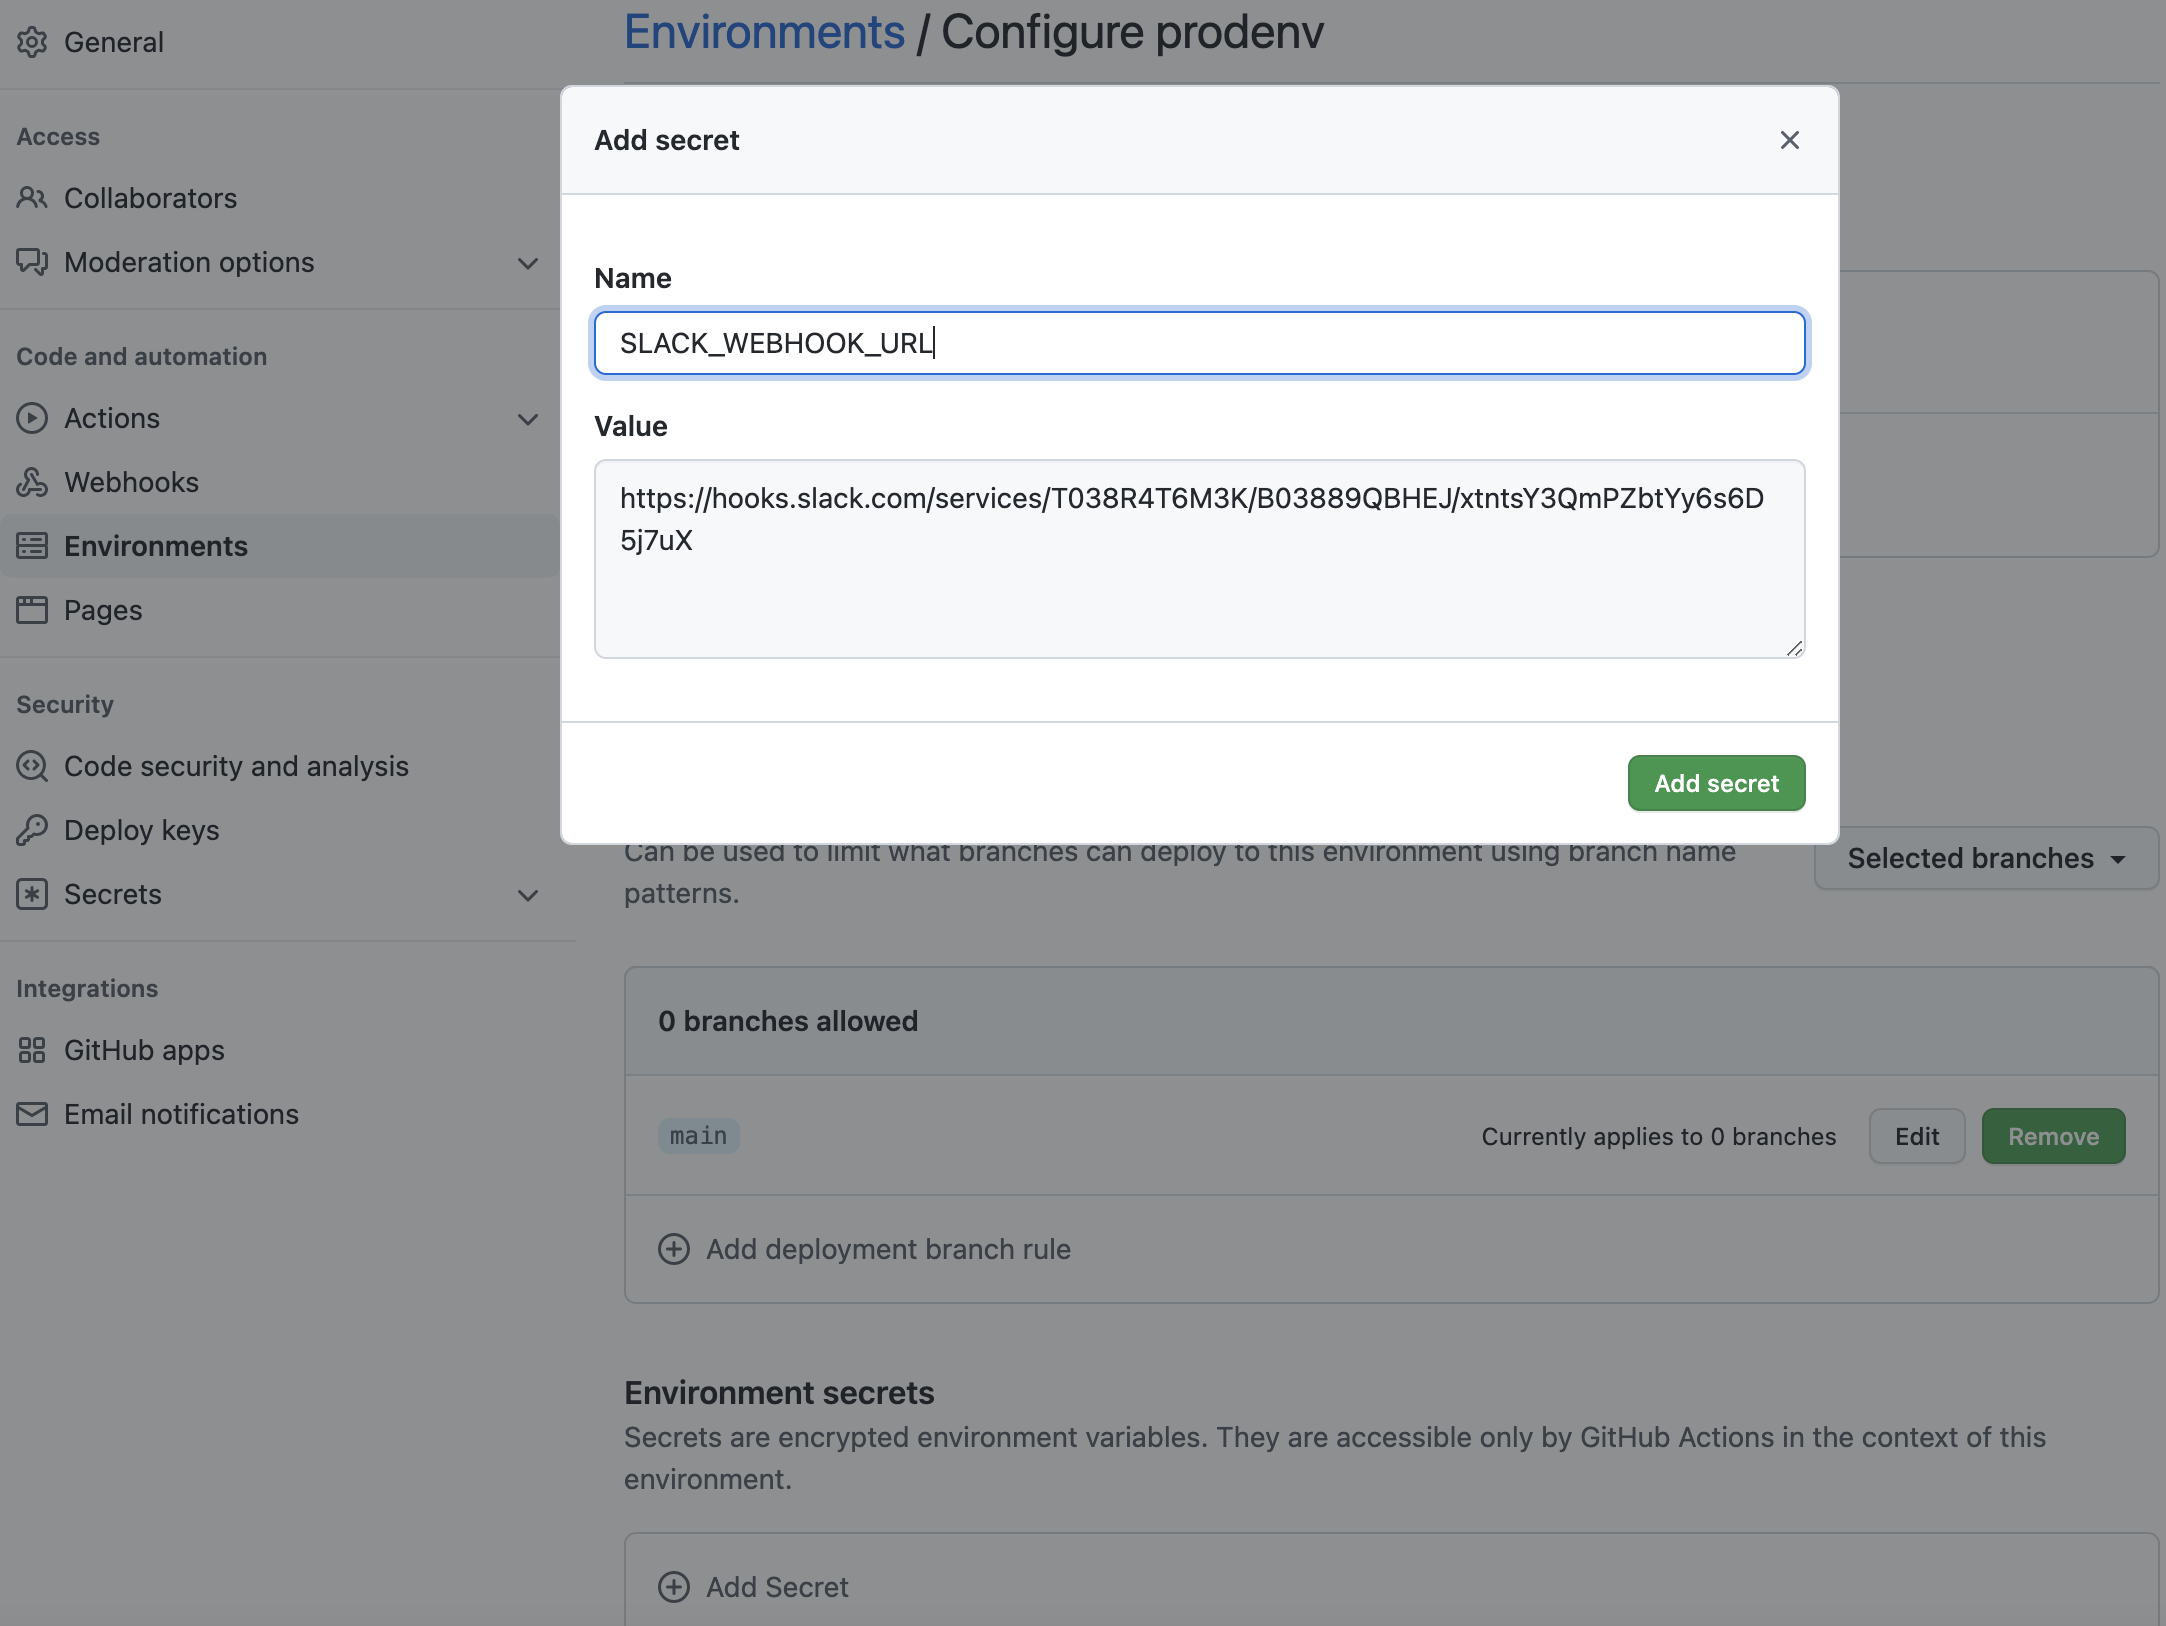 General
Access
Collaborators
Moderation options
Code and automation
Actions
Webhooks
Environments
Pages
Security
Code security and analysis
Deploy keys
Secrets
Integrations
GitHub apps
Email notifications
Environments / Configure prodenv
Add secret
Name
SLACK_WEBHOOK_URL
Value
https://hooks.slack.com/services/T038R4T6M3K/B03889QBHEJ/xtntsY3QmPZbtYy6s6D
5j7uX
Add secret
Can be used to limit what branches can deploy to this environment using branch name
patterns.
Selected branches
0 branches allowed
main
Currently applies to 0 branches
Edit
Remove
Add deployment branch rule
Environment secrets
Secrets are encrypted environment variables. They are accessible only by GitHub Actions in the context of this
environment.
Add Secret